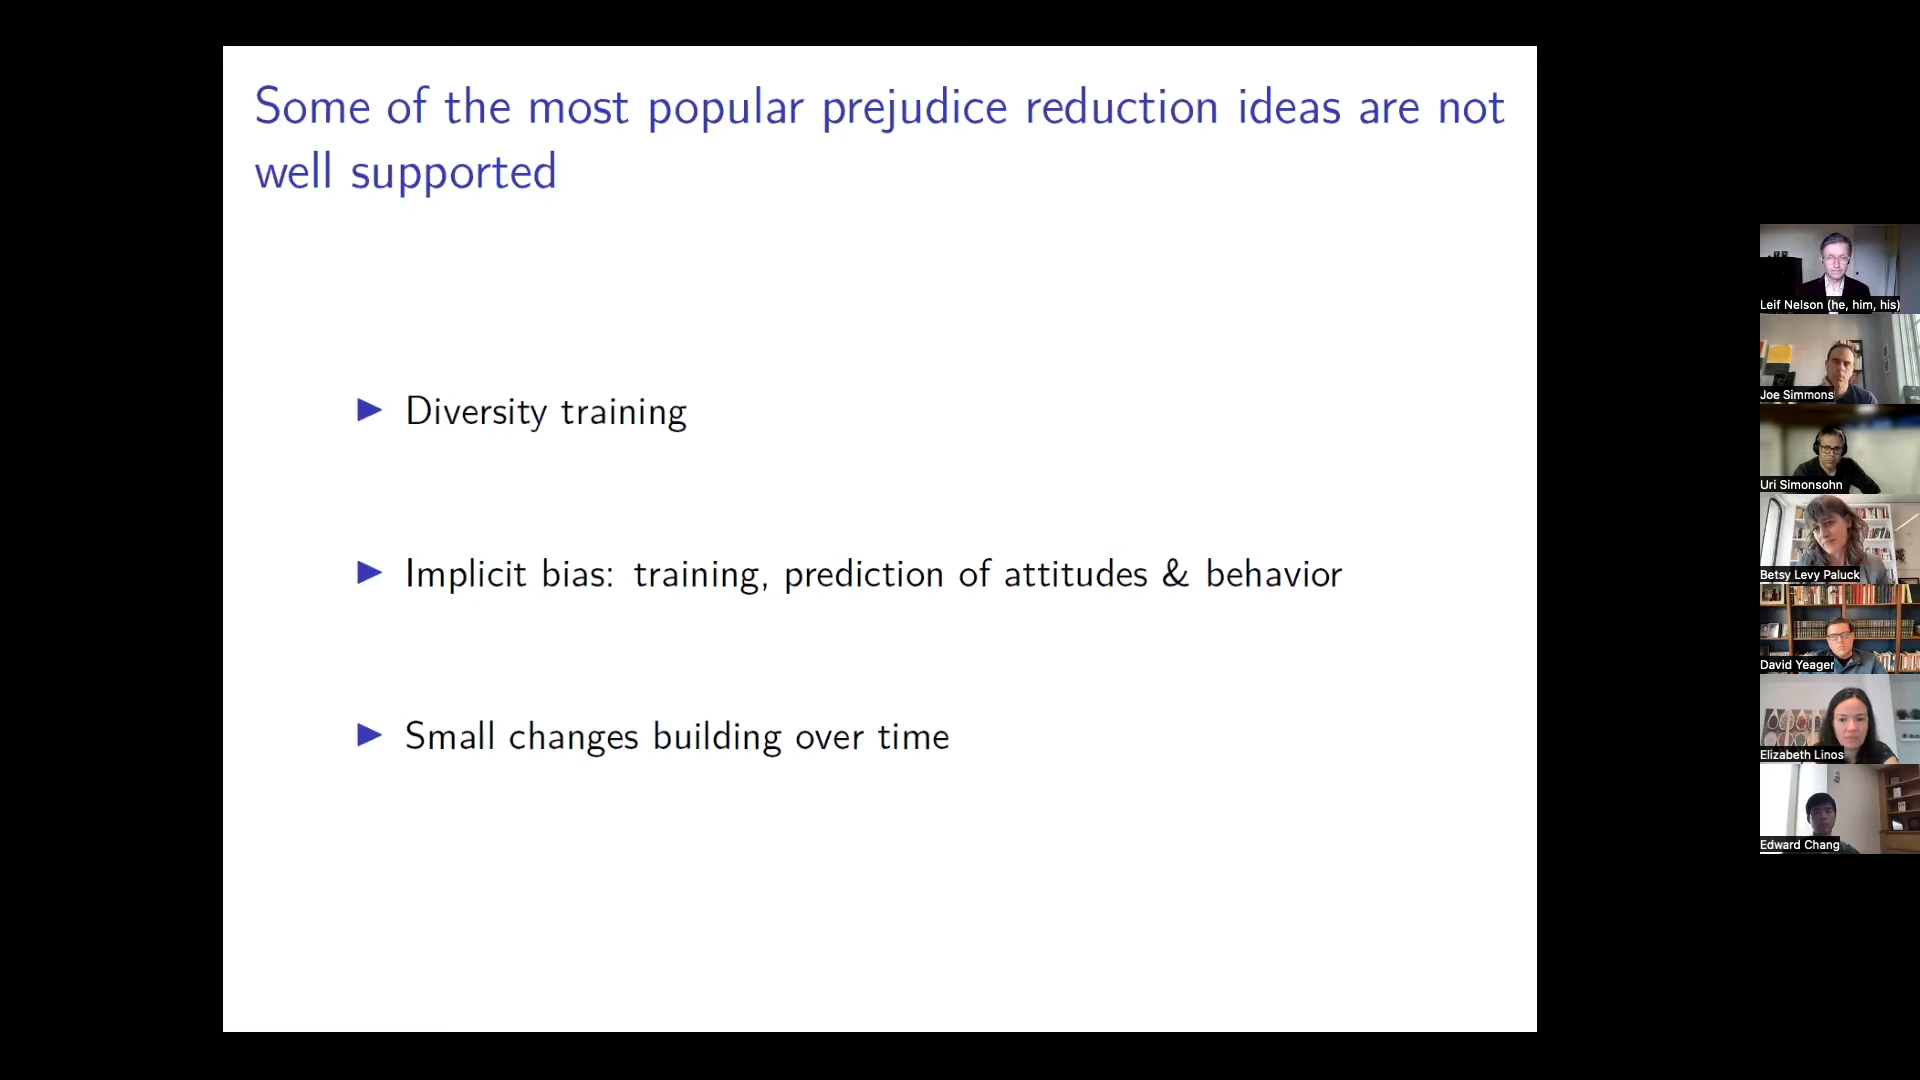 Some of the most popular prejudice reduction ideas are not
well supported
Diversity training
Implicit bias: training, prediction of attitudes & behavior
Small changes building over time
Leif Nelson (he, him, his)
Joe Simmons
Uri Simonsohn
Betsy Levy Paluck
David Yeager
Elizabeth Linos
Edward Chang